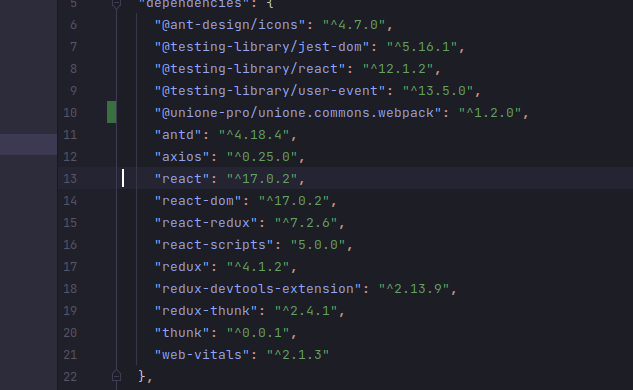 5 "dependencies": {
6 "@ant-design/icons": "^4.7.0",
7 "@testing-library/jest-dom": "^5.16.1",
8 "@testing-library/react": "^12.1.2",
9 "@testing-library/user-event": "^13.5.0",
10 "@unione-pro/unione.commons.webpack": "^1.2.0",
11 "antd": "^4.18.4",
12 "axios": "^0.25.0",
13 "react": "^17.0.2",
14 "react-dom": "^17.0.2",
15 "react-redux": "^7.2.6",
16 "react-scripts": "5.0.0",
17 "redux": "^4.1.2",
18 "redux-devtools-extension": "^2.13.9",
19 "redux-thunk": "^2.4.1",
20 "thunk": "^0.0.1",
21 "web-vitals": "^2.1.3"
22 },